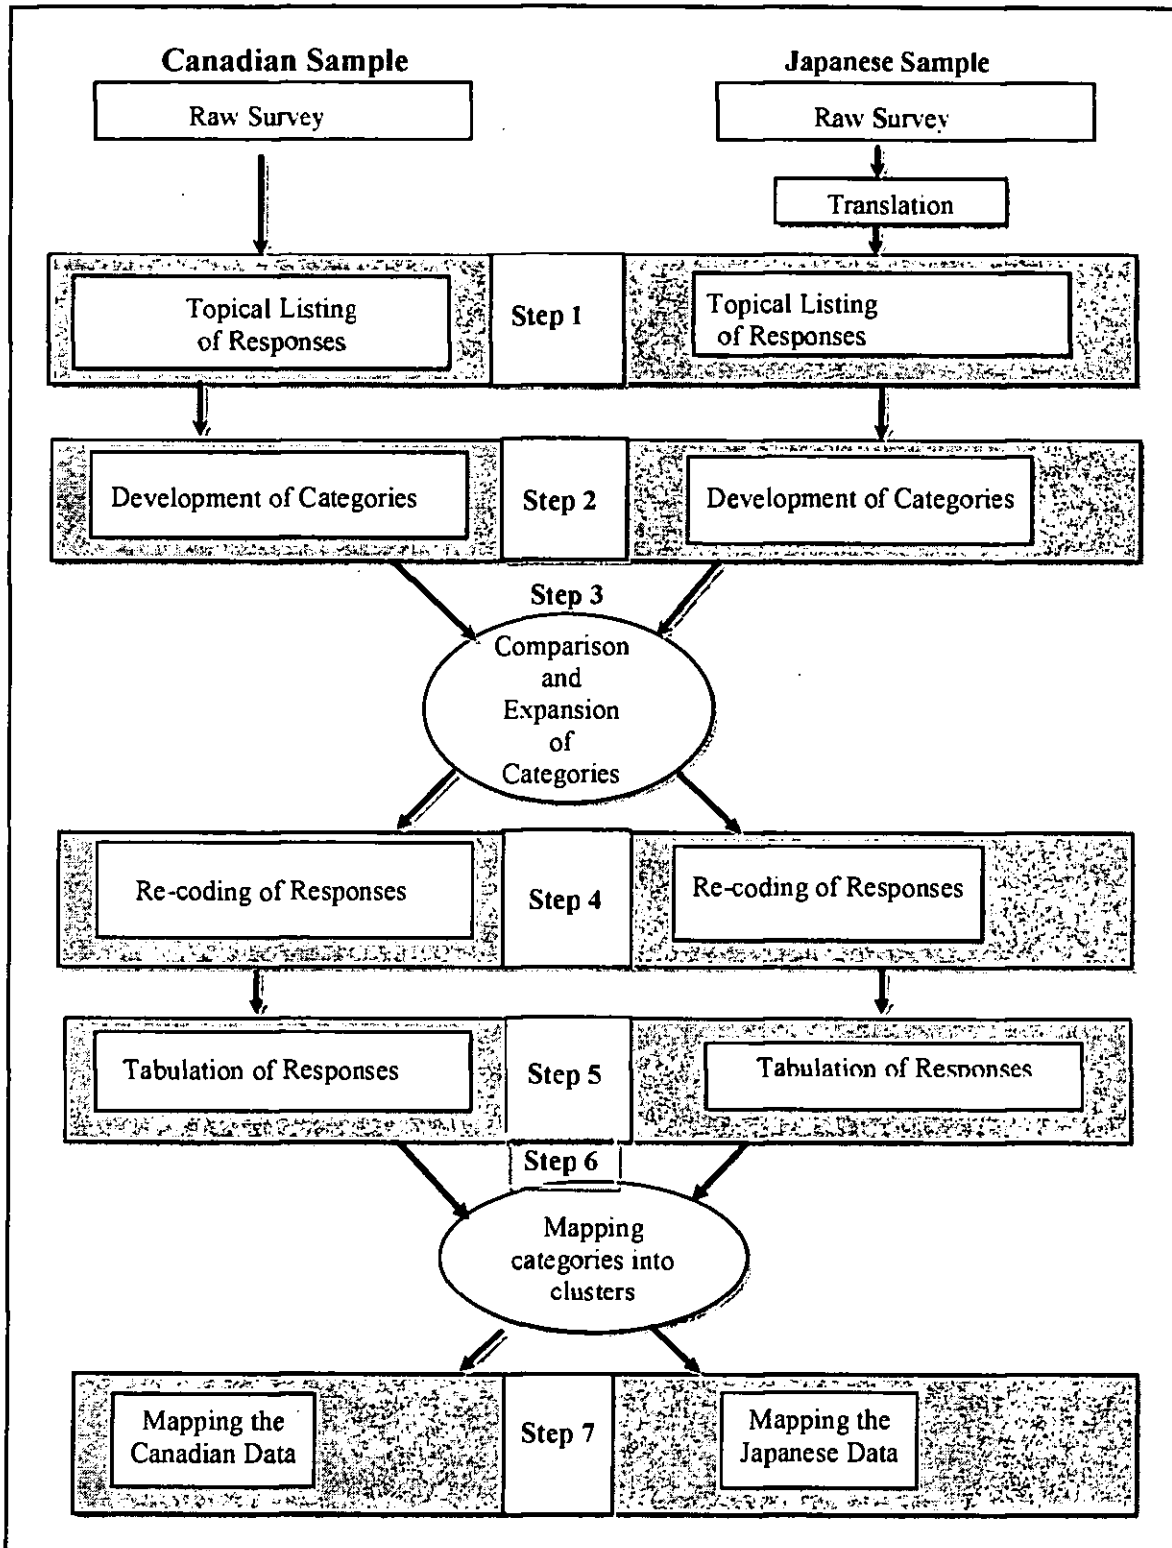 Canadian Sample
Japanese Sample
Raw Survey
Raw Survey
Translation
Topical Listing
of Responses
Step 1
Topical Listing
of Responses
Development of Categories
Step 2
Development of Categories
Step 3
Comparison
and
Expansion
of
Categories
Re-coding of Responses
Step 4
Re-coding of Responses
Tabulation of Responses
Step 5
Tabulation of Responses
Step 6
Mapping
categories into
clusters
Mapping the
Canadian Data
Step 7
Mapping the
Japanese Data